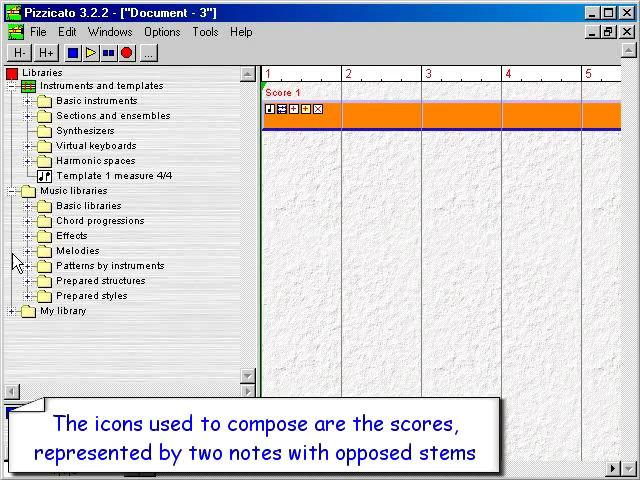 Pizzicato 3.2.2 - ["Document - 3"]
File Edit Windows Options Tools Help
H- H+ ...
Libraries
Instruments and templates
Basic instruments
Sections and ensembles
Synthesizers
Virtual keyboards
Harmonic spaces
Template 1 measure 4/4
Music libraries
Basic libraries
Chord progressions
Effects
Melodies
Patterns by instruments
Prepared structures
Prepared styles
My library
1 2 3 4 5
Score 1
The icons used to compose are the scores,
represented by two notes with opposed stems